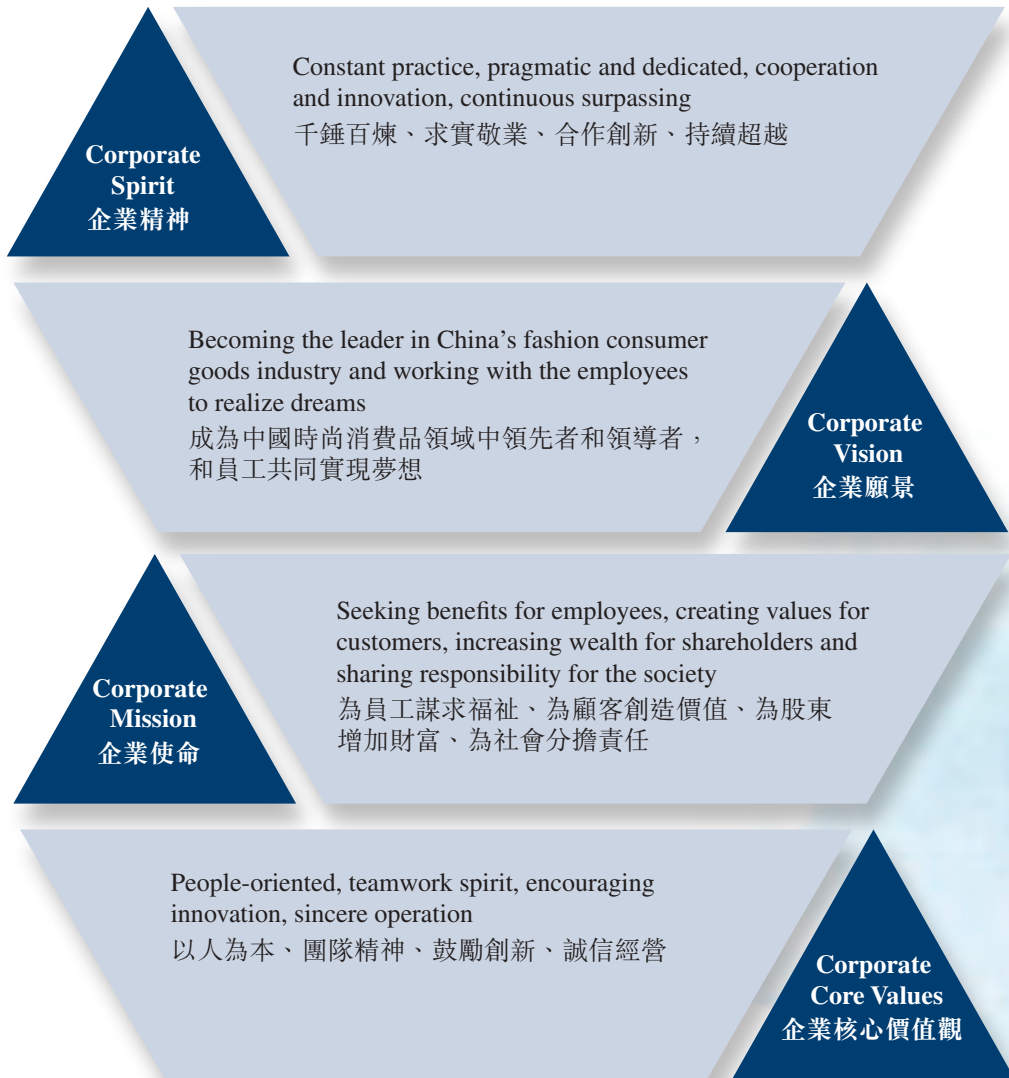 Corporate
Spirit
企業精神
Constant practice, pragmatic and dedicated, cooperation
and innovation, continuous surpassing
千錘百煉、求實敬業、合作創新、持續超越
Becoming the leader in China’s fashion consumer
goods industry and working with the employees
to realize dreams
成為中國時尚消費品領域中領先者和領導者，
和員工共同實現夢想
Corporate
Vision
企業願景
Corporate
Mission
企業使命
Seeking benefits for employees, creating values for
customers, increasing wealth for shareholders and
sharing responsibility for the society
為員工謀求福祉、為顧客創造價值、為股東
增加財富、為社會分擔責任
People-oriented, teamwork spirit, encouraging
innovation, sincere operation
以人為本、團隊精神、鼓勵創新、誠信經營
Corporate
Core Values
企業核心價值觀